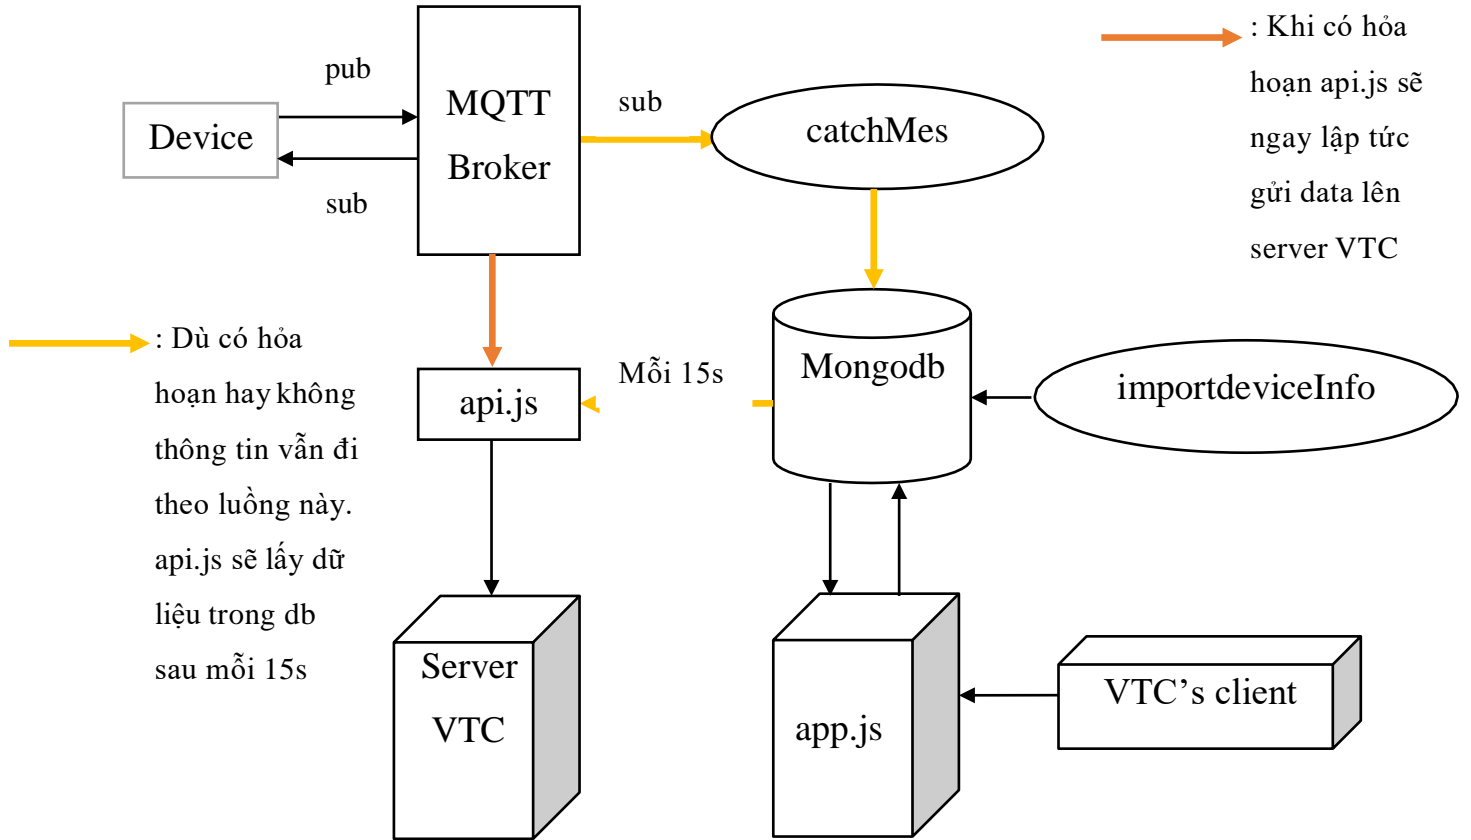 pub
Device
sub
MQTT
Broker
sub
catchMes
: Khi có hỏa
hoạn api.js sẽ
ngay lập tức
gửi data lên
server VTC
: Dù có hỏa
hoạn hay không
thông tin vẫn đi
theo luồng này.
api.js sẽ lấy dữ
liệu trong db
sau mỗi 15s
api.js
Mỗi 15s
Mongodb
importdeviceInfo
Server
VTC
app.js
VTC’s client